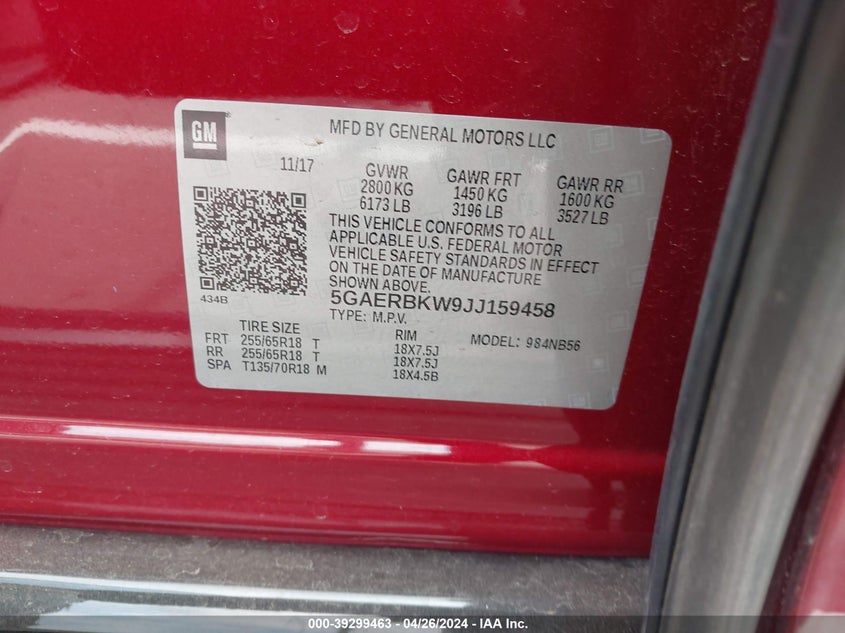 GM
MFD BY GENERAL MOTORS LLC
11/17
GVWR GAWR FRT GAWR RR
2800 KG 1450 KG 1600 KG
6173 LB 3196 LB 3527 LB
THIS VEHICLE CONFORMS TO ALL
APPLICABLE U.S. FEDERAL MOTOR
VEHICLE SAFETY STANDARDS IN EFFECT
ON THE DATE OF MANUFACTURE
SHOWN ABOVE.
434B
5GAERBKW9JJ159458
TYPE: M.P.V.
MODEL: 984NB56
TIRE SIZE RIM
FRT 255/65R18 T 18X7.5J
RR 255/65R18 T 18X7.5J
SPA T135/70R18 M 18X4.5B
000-39299463 - 04/26/2024 - IAA Inc.